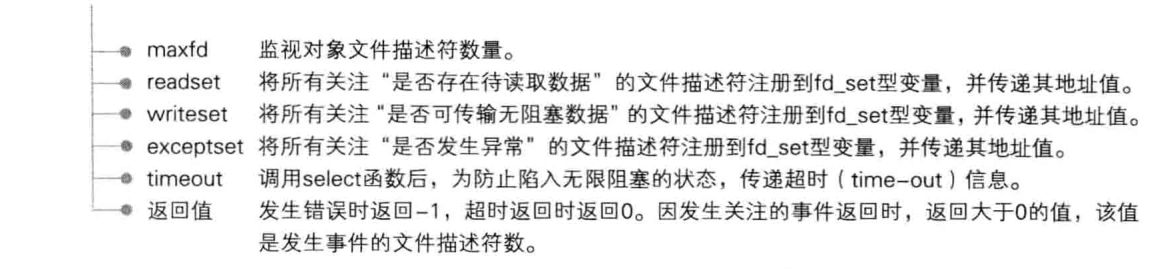 maxfd 监视对象文件描述符数量。
readset 将所有关注“是否存在待读取数据”的文件描述符注册到fd_set型变量，并传递其地址值。
writeset 将所有关注“是否可传输无阻塞数据”的文件描述符注册到fd_set型变量，并传递其地址值。
exceptset 将所有关注“是否发生异常”的文件描述符注册到fd_set型变量，并传递其地址值。
timeout 调用select函数后，为防止陷入无限阻塞的状态，传递超时（time-out）信息。
返回值 发生错误时返回-1，超时返回时返回0。因发生关注的事件返回时，返回大于0的值，该值
是发生事件的文件描述符数。